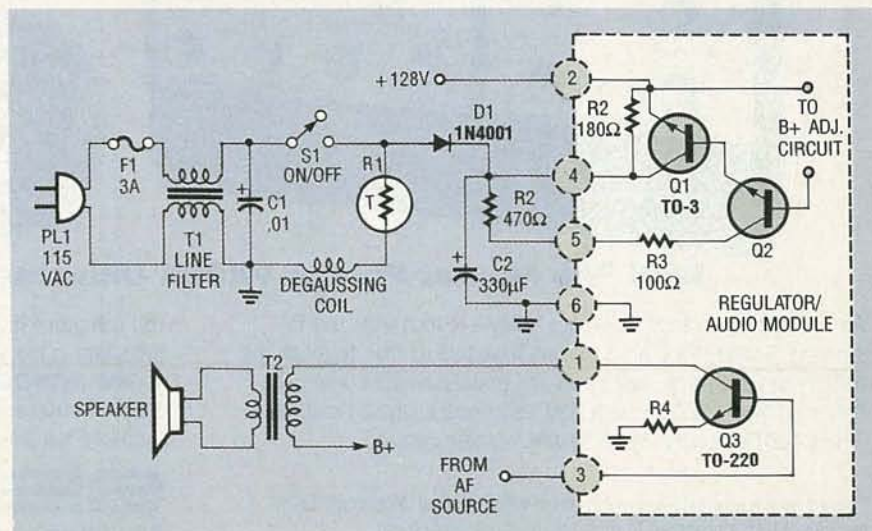 +128V
2
D1
1N4001
R2
180Ω
TO
B+ ADJ.
CIRCUIT
F1
3A
S1
ON/OFF
R1
T
4
Q1
TO-3
PL1
115
VAC
T1
LINE
FILTER
+
C1
.01
DEGAUSSING
COIL
R2
470Ω
5
R3
100Ω
Q2
+
C2
330μF
6
REGULATOR/
AUDIO MODULE
SPEAKER
T2
B+
1
R4
Q3
TO-220
FROM
AF
SOURCE
3